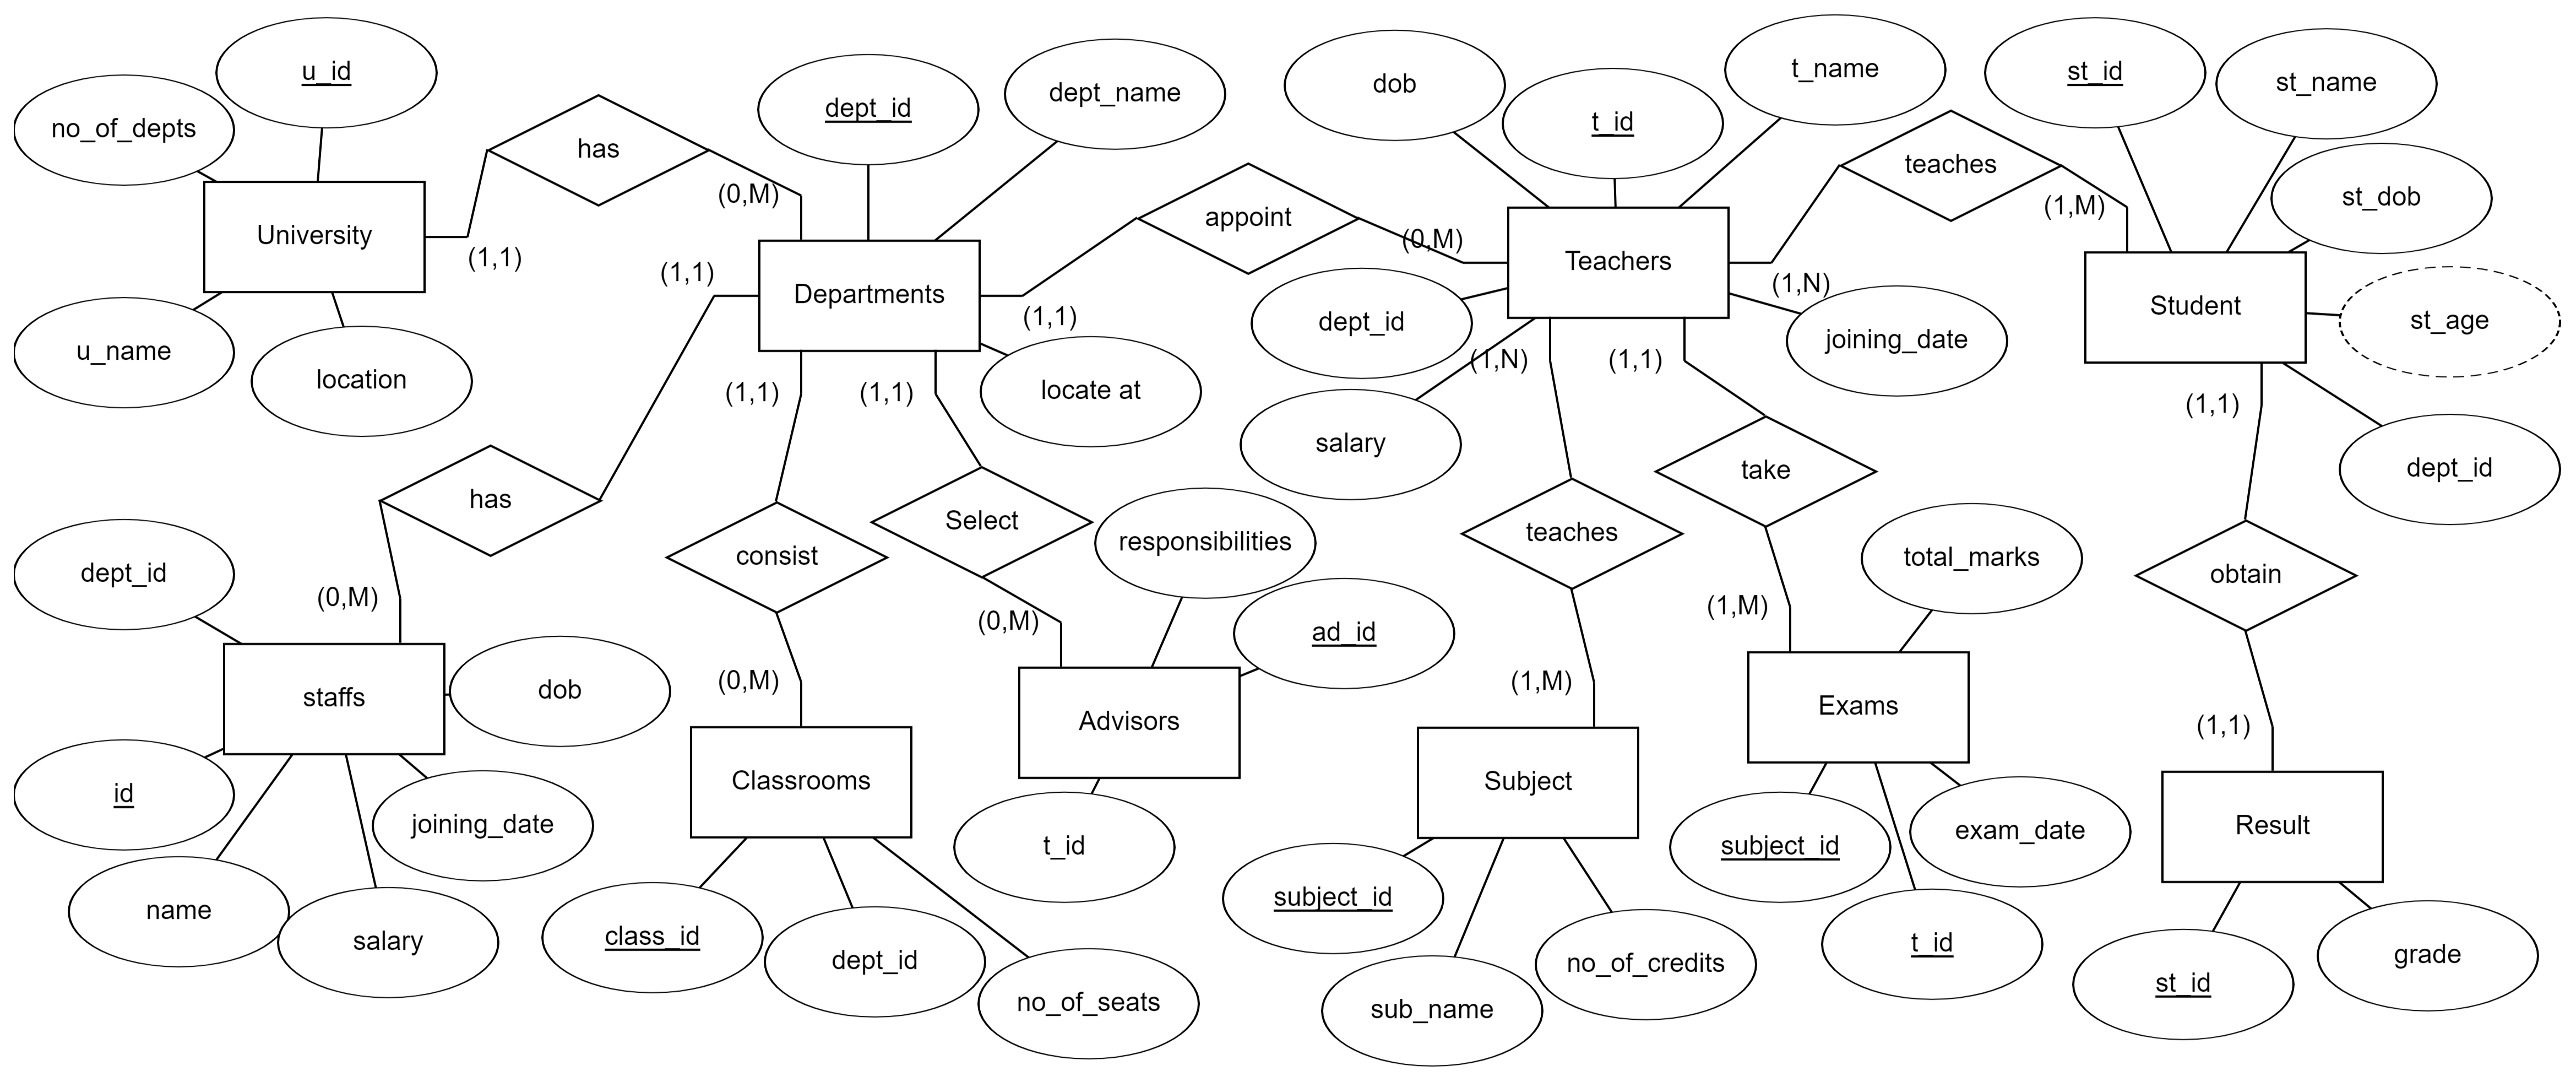 u_id
no_of_depts
has
University
(1,1)
(0,M)
u_name
location
dept_id
dept_name
Departments
(1,1)
(1,1)
(1,1)
(1,1)
locate at
appoint
(0,M)
dob
t_id
t_name
Teachers
dept_id
salary
(1,N)
(1,1)
(1,N)
joining_date
teaches
(1,M)
st_id
st_name
st_dob
Student
st_age
dept_id
(1,1)
has
(0,M)
dept_id
staffs
dob
id
name
salary
joining_date
consist
(0,M)
Classrooms
class_id
dept_id
no_of_seats
Select
(0,M)
responsibilities
ad_id
Advisors
t_id
teaches
(1,M)
Subject
subject_id
sub_name
no_of_credits
take
(1,M)
total_marks
Exams
subject_id
t_id
exam_date
obtain
(1,1)
Result
st_id
grade